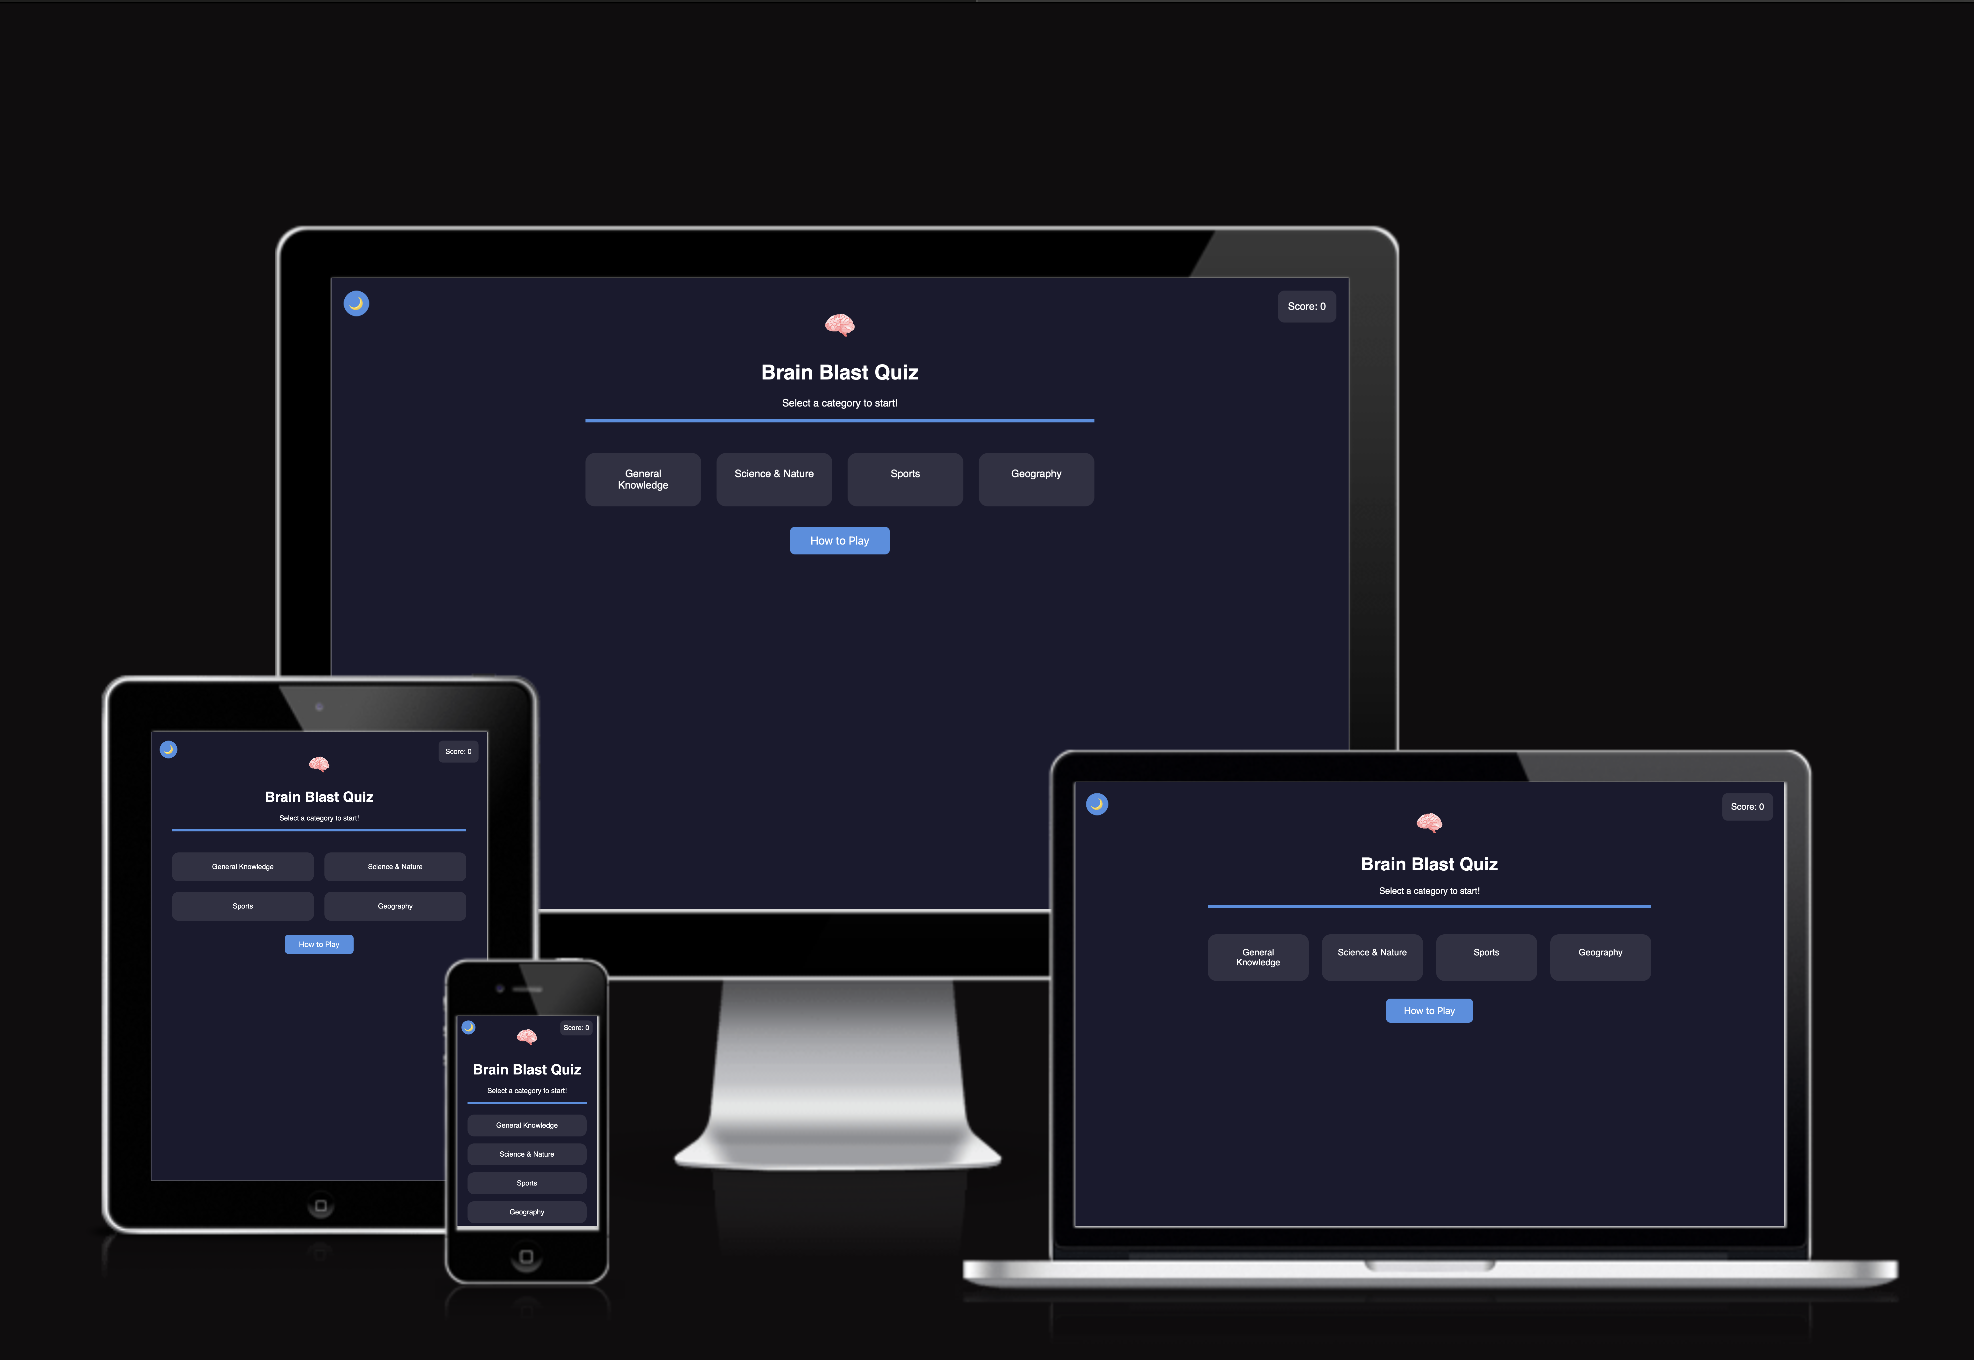 Score: 0
Brain Blast Quiz
Select a category to start!
General
Knowledge
Science & Nature
Sports
Geography
How to Play
Score: 0
Brain Blast Quiz
Select a category to start!
General Knowledge
Science & Nature
Sports
Geography
How to Play
Score: 0
Brain Blast Quiz
Select a category to start!
General Knowledge
Science & Nature
Sports
Geography
Score: 0
Brain Blast Quiz
Select a category to start!
General
Knowledge
Science & Nature
Sports
Geography
How to Play